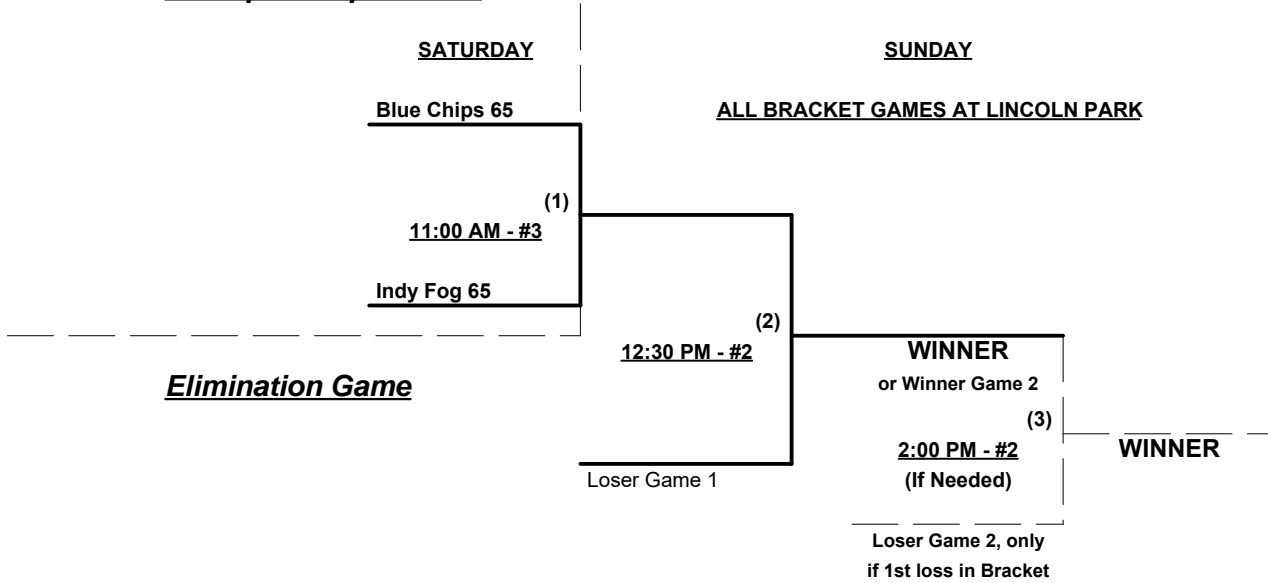 SATURDAY
SUNDAY
Blue Chips 65
ALL BRACKET GAMES AT LINCOLN PARK
(1)
11:00 AM - #3
Indy Fog 65
(2)
12:30 PM - #2
WINNER
or Winner Game 2
Elimination Game
(3)
2:00 PM - #2
WINNER
(If Needed)
Loser Game 1
Loser Game 2, only
if 1st loss in Bracket